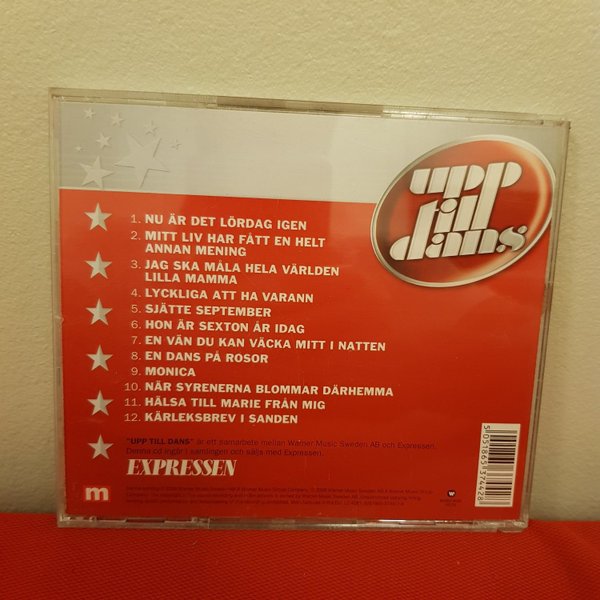 upp
till
dans
1. NU ÄR DET LÖRDAG IGEN
2. MITT LIV HAR FÅTT EN HELT
ANNAN MENING
3. JAG SKA MÅLA HELA VÄRLDEN
LILLA MAMMA
4. LYCKLIGA ATT HA VARANN
5. SJÄTTE SEPTEMBER
6. HON ÄR SEXTON ÅR IDAG
7. EN VÄN DU KAN VÄCKA MITT I NATTEN
8. EN DANS PÅ ROSOR
9. MONICA
10. NÄR SYRENERNA BLOMMAR DÄRHEMMA
11. HÄLSA TILL MARIE FRÅN MIG
12. KÄRLEKSBREV I SANDEN
"UPP TILL DANS" är ett samarbete mellan Warner Music Sweden AB och Expressen.
Denna cd ingår i samlingen och säljs med Expressen.
EXPRESSEN
m
5051865137442